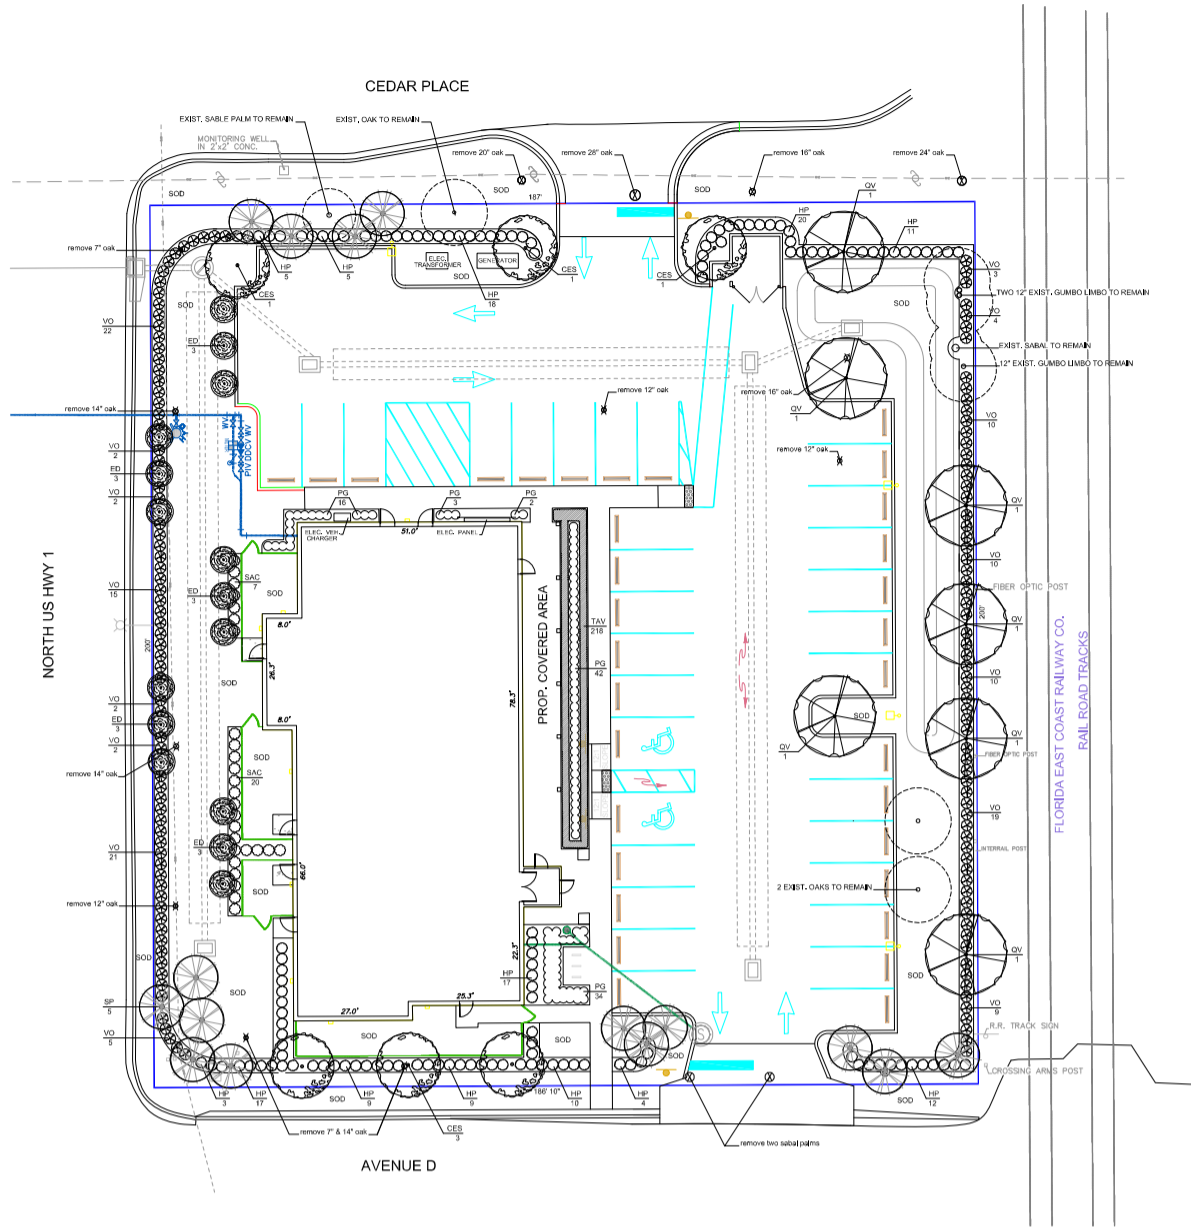 CEDAR PLACE
EXIST. SABLE PALM TO REMAIN
EXIST. OAK TO REMAIN
MONITORING WELL
IN 2'x2' CONC.
remove 20" oak
remove 28" oak
remove 16" oak
remove 24" oak
SOD
SOD
187'
SOD
QV
1
HP
20
HP
11
remove 7" oak
ELEC.
TRANSFORMER
GENERATOR
SOD
HP
5
HP
5
CES
1
CES
1
CES
1
HP
18
VO
3
TWO 12" EXIST. GUMBO LIMBO TO REMAIN
SOD
SOD
VO
4
VO
22
ED
3
EXIST. SABAL TO REMAIN
12" EXIST. GUMBO LIMBO TO REMAIN
remove 14" oak
remove 12" oak
remove 16" oak
QV
1
VO
10
WV
PIV DDCV WV
VO
2
ED
3
VO
2
remove 12" oak
PG
16
PG
3
PG
2
QV
1
ELEC. VEH.
CHARGER
51.0'
ELEC. PANEL
NORTH US HWY 1
VO
15
ED
3
SAC
7
SOD
8.0'
26.3'
8.0'
200'
SOD
PROP. COVERED AREA
78.3'
TAV
218
PG
42
VO
10
FIBER OPTIC POST
200'
QV
1
FLORIDA EAST COAST RAILWAY CO.
RAIL ROAD TRACKS
VO
10
VO
2
ED
3
VO
2
remove 14" oak
SOD
SAC
20
QV
1
SOD
QV
1
FIBER OPTIC POST
VO
19
VO
21
ED
3
66.0'
SOD
INTERRAIL POST
2 EXIST. OAKS TO REMAIN
remove 12" oak
SOD
22.3'
HP
17
PG
34
QV
1
SOD
SP
5
VO
5
SOD
27.0'
25.3'
SOD
SOD
S
SOD
VO
9
R.R. TRACK SIGN
CROSSING ARMS POST
HP
3
HP
17
SOD
HP
9
HP
9
186' 10"
HP
10
HP
4
HP
12
SOD
remove 7" & 14" oak
CES
3
remove two sabal palms
AVENUE D